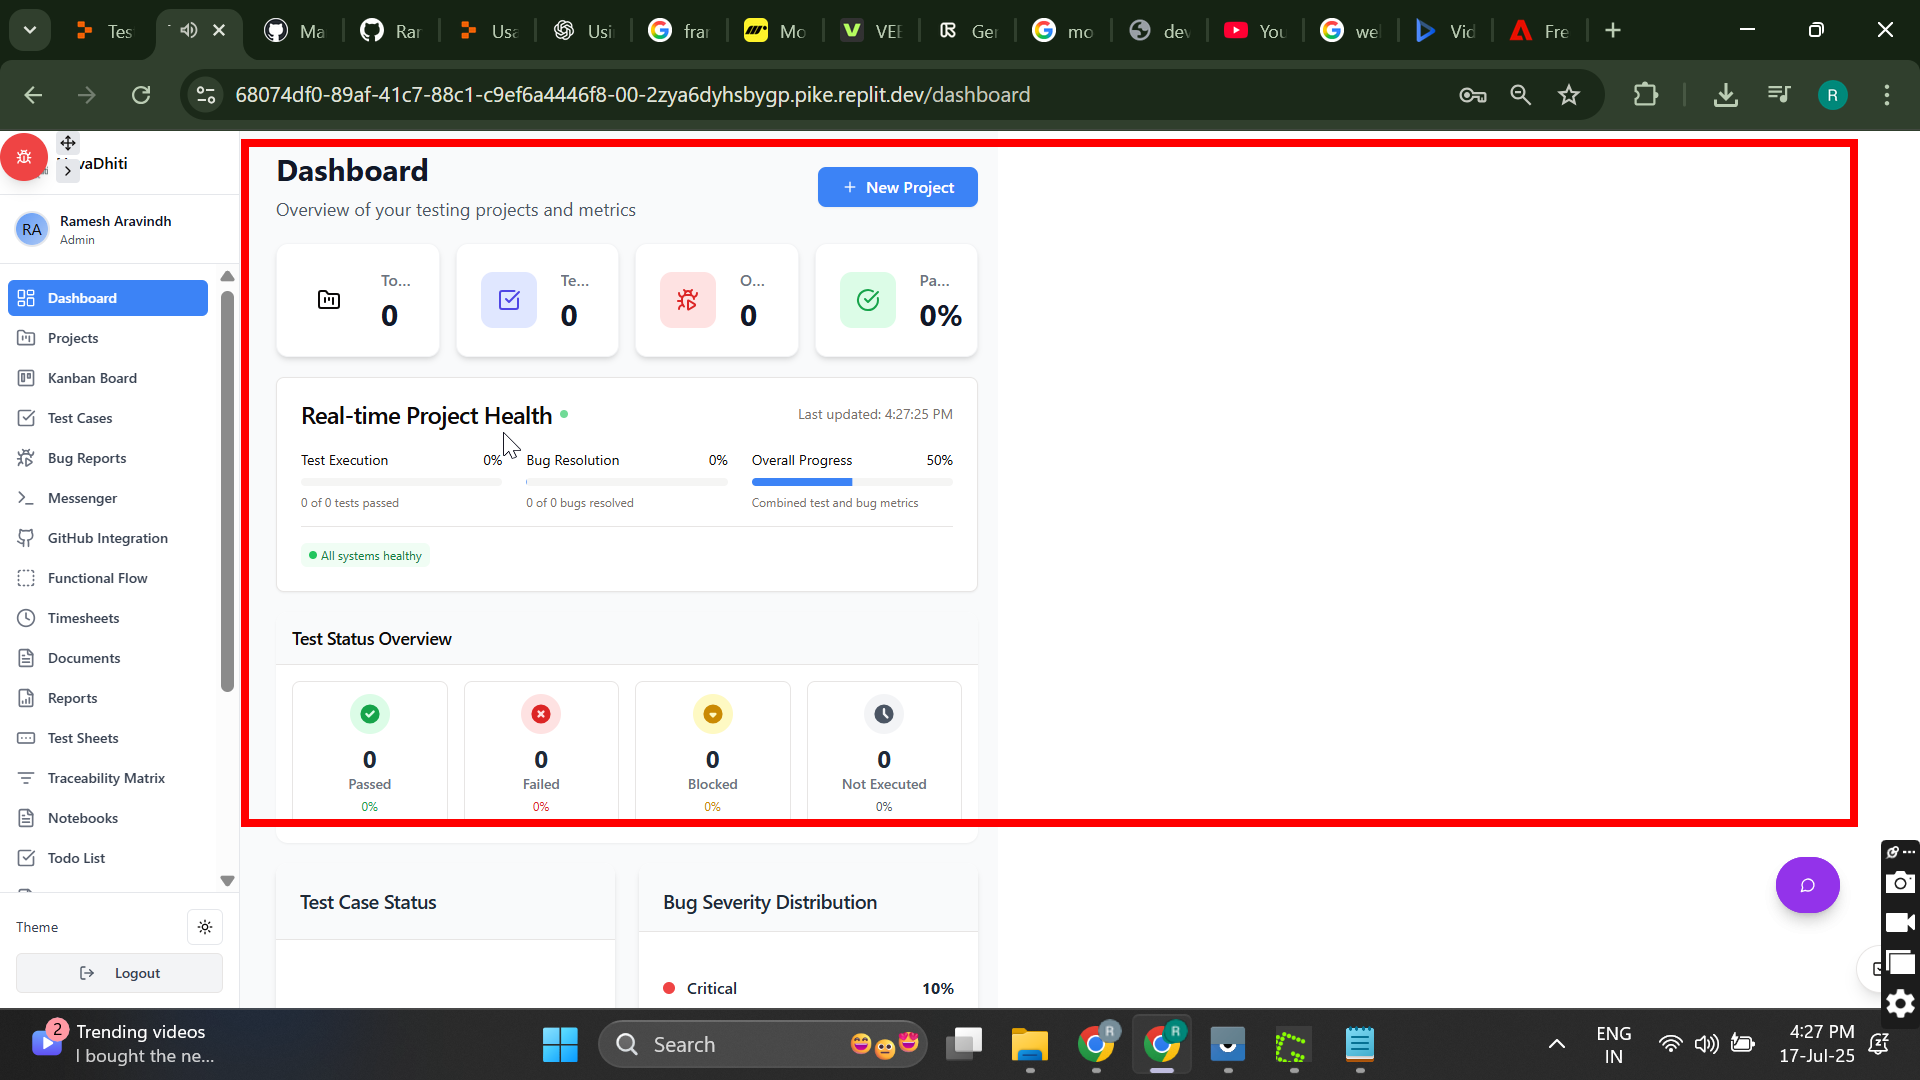 Tes
Ma
Rar
Usa
Usi
frar
Mo
VEE
Ger
mo
dev
You
we
Vid
Fre
68074df0-89af-41c7-88c1-c9ef6a4446f8-00-2zya6dyhsbygp.pike.replit.dev/dashboard
R
vaDhiti
RA
Ramesh Aravindh
Admin
Dashboard
Projects
Kanban Board
Test Cases
Bug Reports
Messenger
GitHub Integration
Functional Flow
Timesheets
Documents
Reports
Test Sheets
Traceability Matrix
Notebooks
Todo List
Theme
Logout
Dashboard
Overview of your testing projects and metrics
New Project
To...
0
Te...
0
O...
0
Pa...
0%
Real-time Project Health
Last updated: 4:27:25 PM
Test Execution 0%
0 of 0 tests passed
Bug Resolution 0%
0 of 0 bugs resolved
Overall Progress 50%
Combined test and bug metrics
All systems healthy
Test Status Overview
0
Passed
0%
0
Failed
0%
0
Blocked
0%
0
Not Executed
0%
Test Case Status
Bug Severity Distribution
Critical 10%
2
Trending videos
I bought the ne...
Search
R
R
ENG
IN
4:27 PM
17-Jul-25